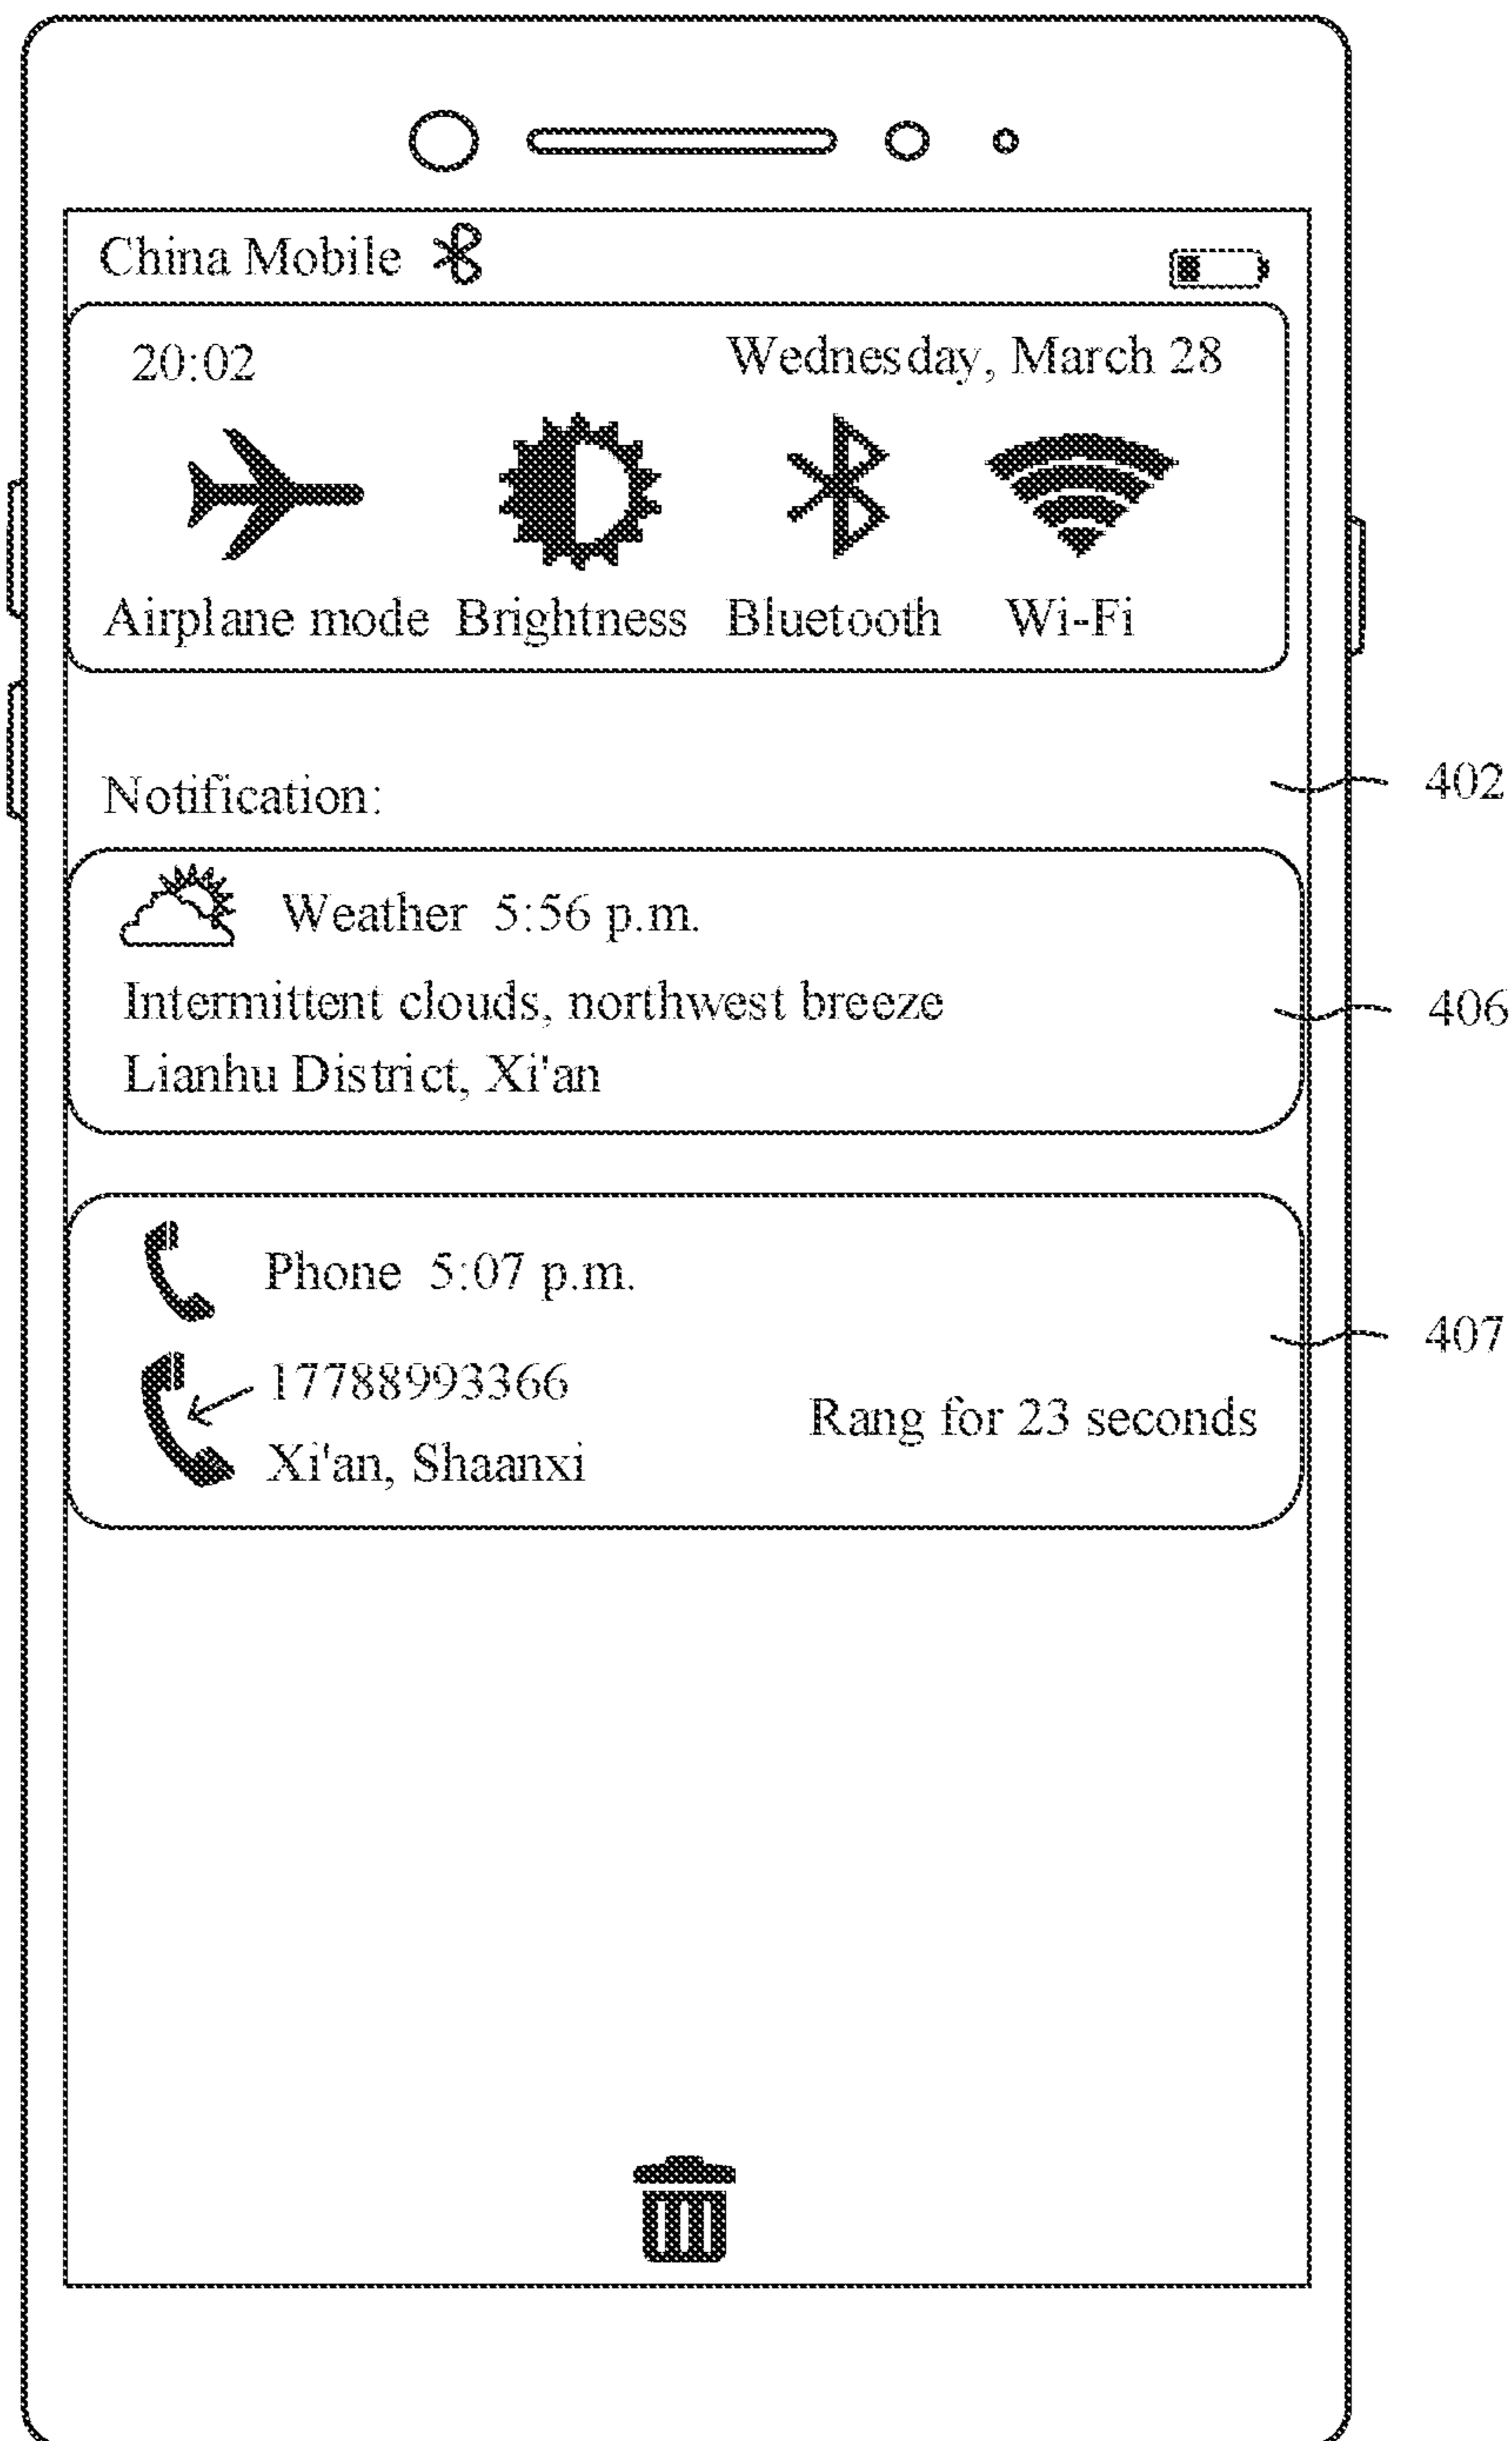 China Mobile
20:02 Wednesday, March 28
Airplane mode Brightness Bluetooth Wi-Fi
Notification:
402
Weather 5:56 p.m.
Intermittent clouds, northwest breeze
406
Lianhu District, Xi'an
Phone 5:07 p.m.
407
17788993366
Rang for 23 seconds
Xi'an, Shaanxi